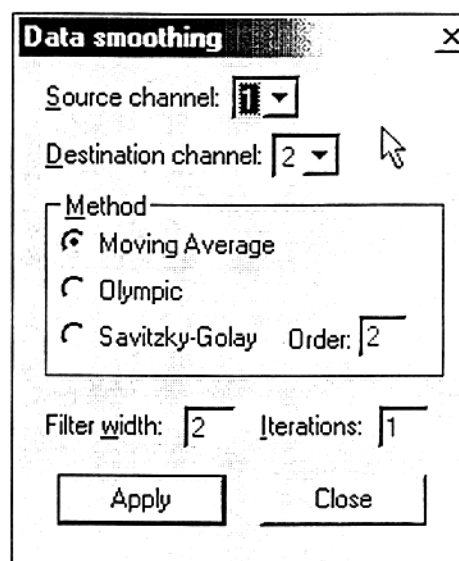 Data smoothing
Source channel: 1
Destination channel: 2
Method
Moving Average
Olympic
Savitzky-Golay Order: 2
Filter width: 2 Iterations: 1
Apply Close